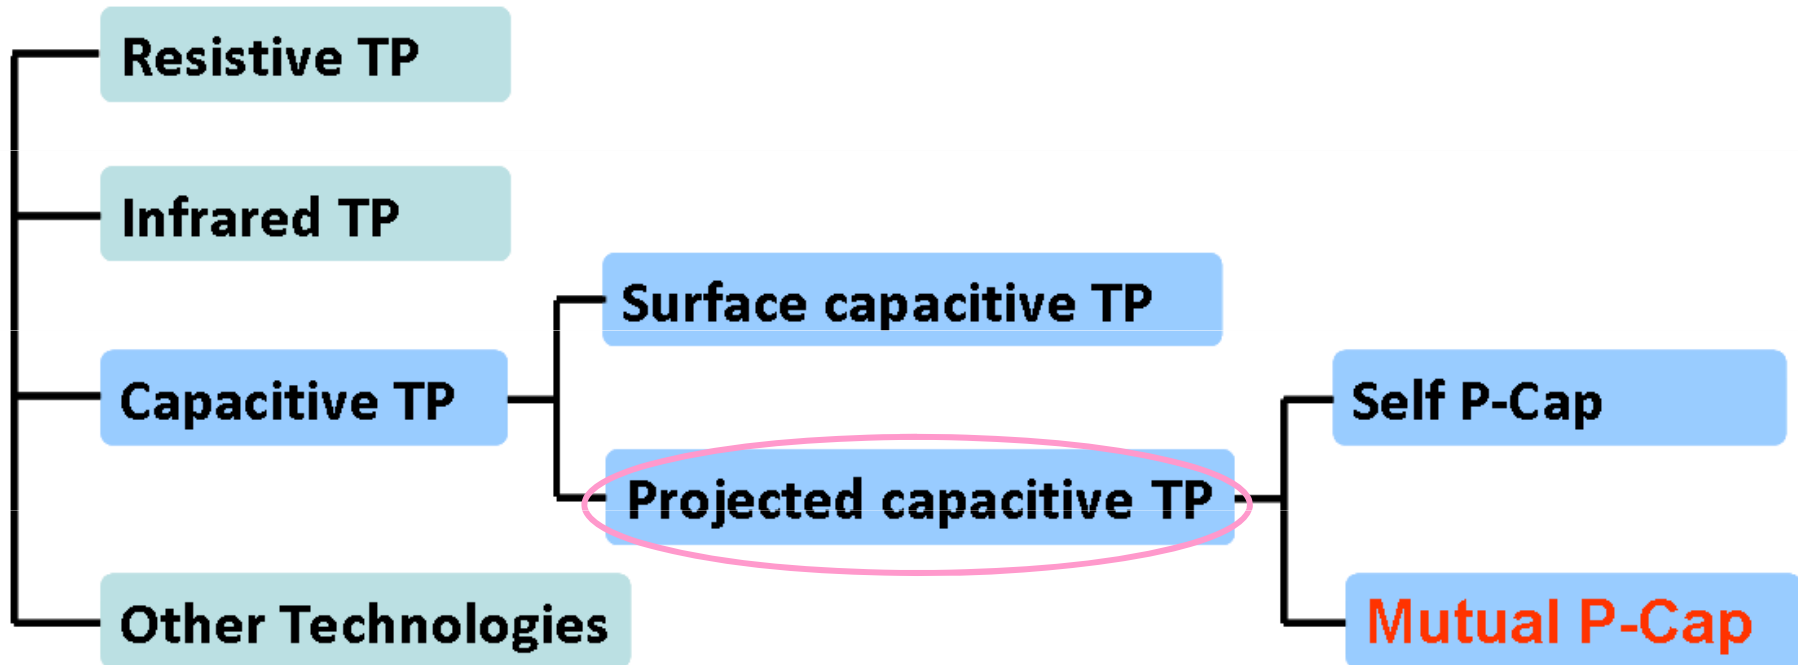 Resistive TP
Infrared TP
Capacitive TP
Other Technologies
Surface capacitive TP
Projected capacitive TP
Self P-Cap
Mutual P-Cap